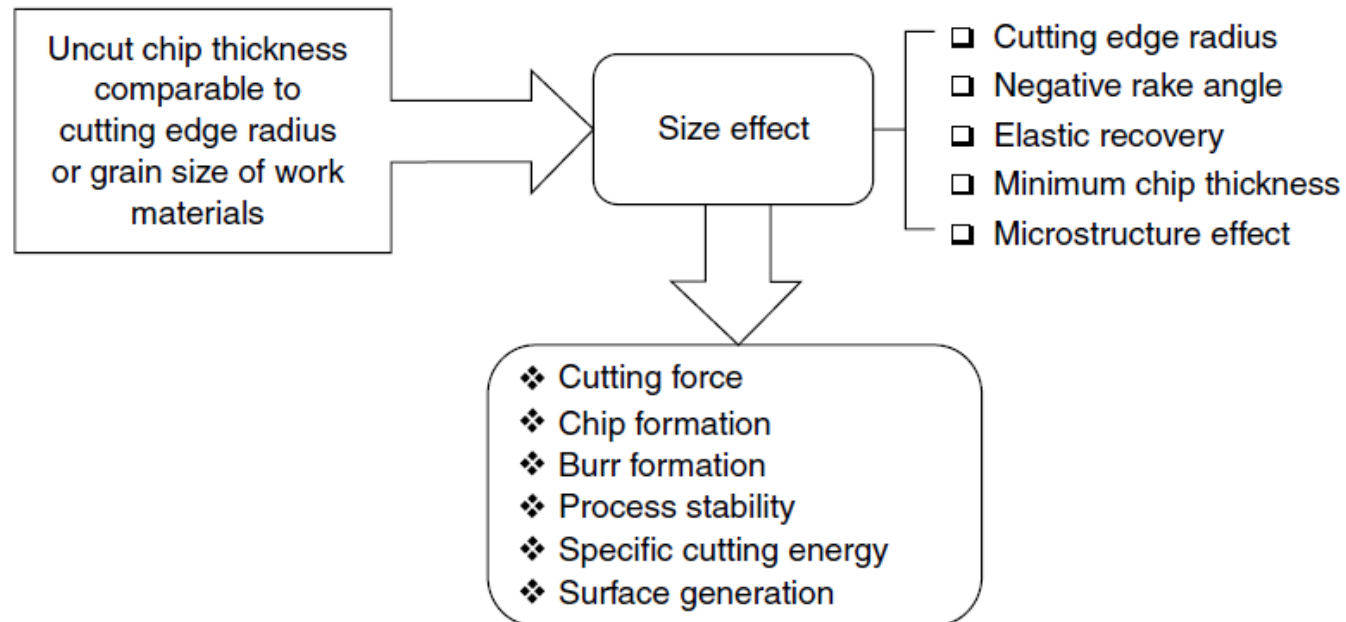 Uncut chip thickness
comparable to
cutting edge radius
or grain size of work
materials
Size effect
❑ Cutting edge radius
❑ Negative rake angle
❑ Elastic recovery
❑ Minimum chip thickness
❑ Microstructure effect
❖ Cutting force
❖ Chip formation
❖ Burr formation
❖ Process stability
❖ Specific cutting energy
❖ Surface generation